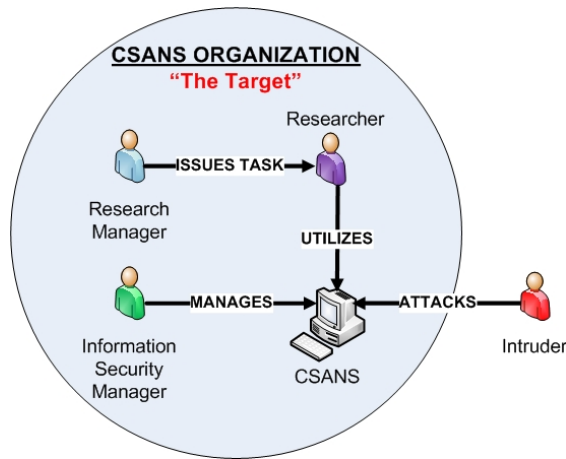 CSANS ORGANIZATION
“The Target”
Researcher
ISSUES TASK
Research
Manager
UTILIZES
MANAGES
ATTACKS
Information
Security
Manager
CSANS
Intruder